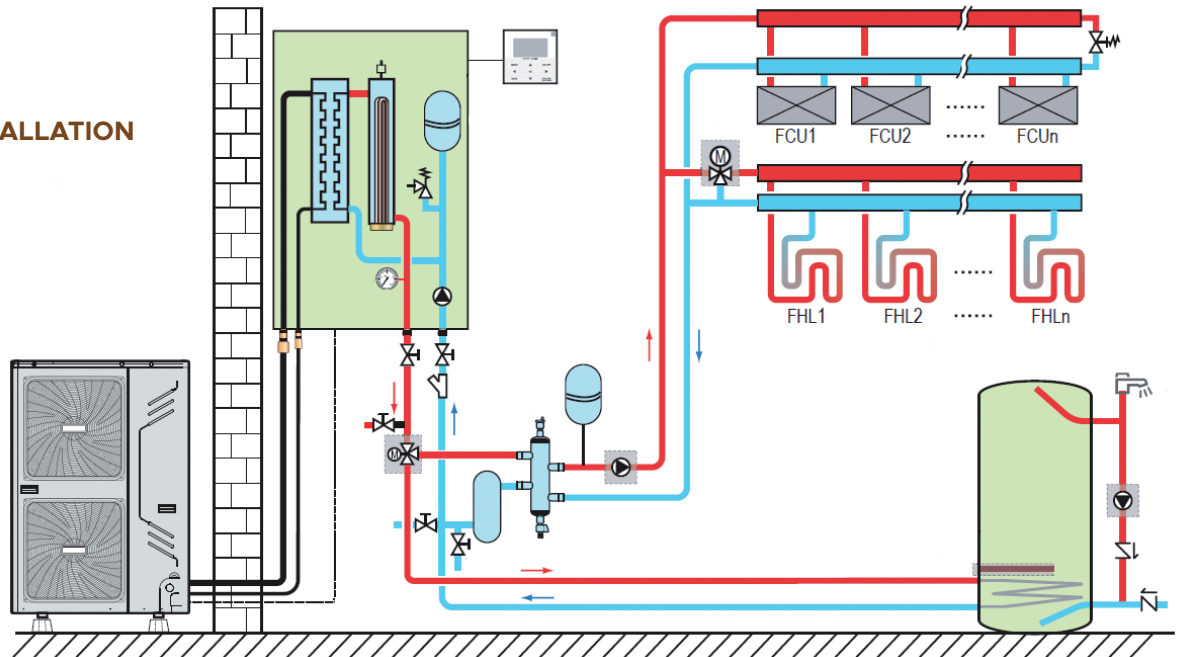 ALLATION
FCU1 FCU2 ...... FCUn
......
M
FHL1 FHL2 ...... FHLn
......
M